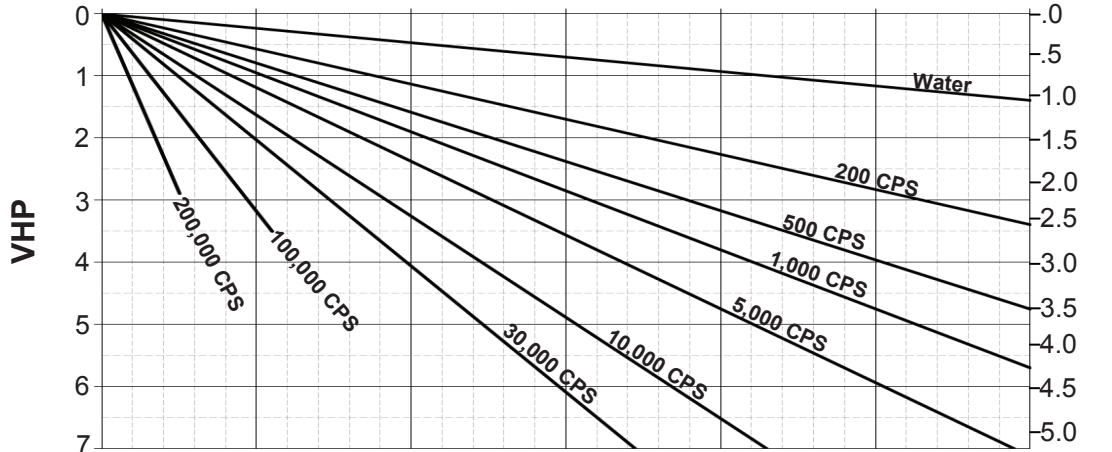 0
1
2
3
4
5
6
7
VHP
Water
200 CPS
500 CPS
1,000 CPS
5,000 CPS
10,000 CPS
30,000 CPS
100,000 CPS
200,000 CPS
.0
.5
1.0
1.5
2.0
2.5
3.0
3.5
4.0
4.5
5.0